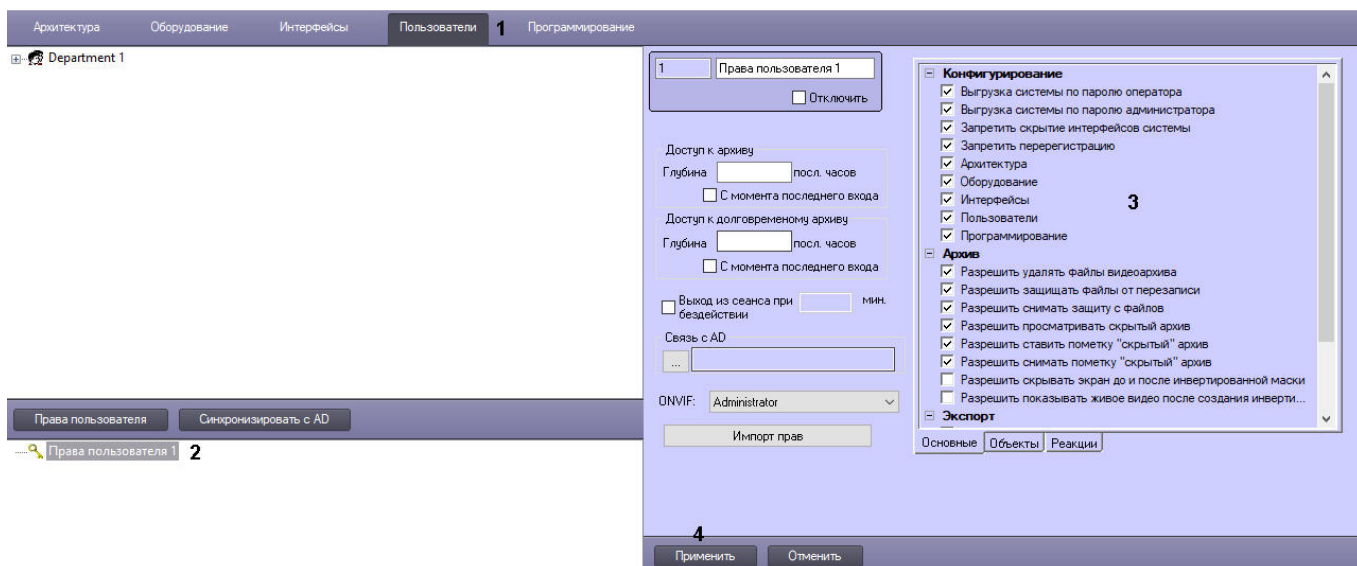 Архитектура Оборудование Интерфейсы Пользователи 1 Программирование
Department 1
1 Права пользователя 1
Отключить
Доступ к архиву
Глубина посл. часов
С момента последнего входа
Доступ к долговременому архиву
Глубина посл. часов
С момента последнего входа
Выход из сеанса при мин.
бездействии
Связь с AD
...
ONVIF: Administrator
Импорт прав
Конфигурирование
Выгрузка системы по паролю оператора
Выгрузка системы по паролю администратора
Запретить скрытие интерфейсов системы
Запретить перерегистрацию
Архитектура
Оборудование
Интерфейсы 3
Пользователи
Программирование
Архив
Разрешить удалять файлы видеоархива
Разрешить защищать файлы от перезаписи
Разрешить снимать защиту с файлов
Разрешить просматривать скрытый архив
Разрешить ставить пометку "скрытый" архив
Разрешить снимать пометку "скрытый" архив
Разрешить скрывать экран до и после инвертированной маски
Разрешить показывать живое видео после создания инверти...
Экспорт
Основные Объекты Реакции
Права пользователя Синхронизировать с AD
Права пользователя 1 2
4
Применить Отменить